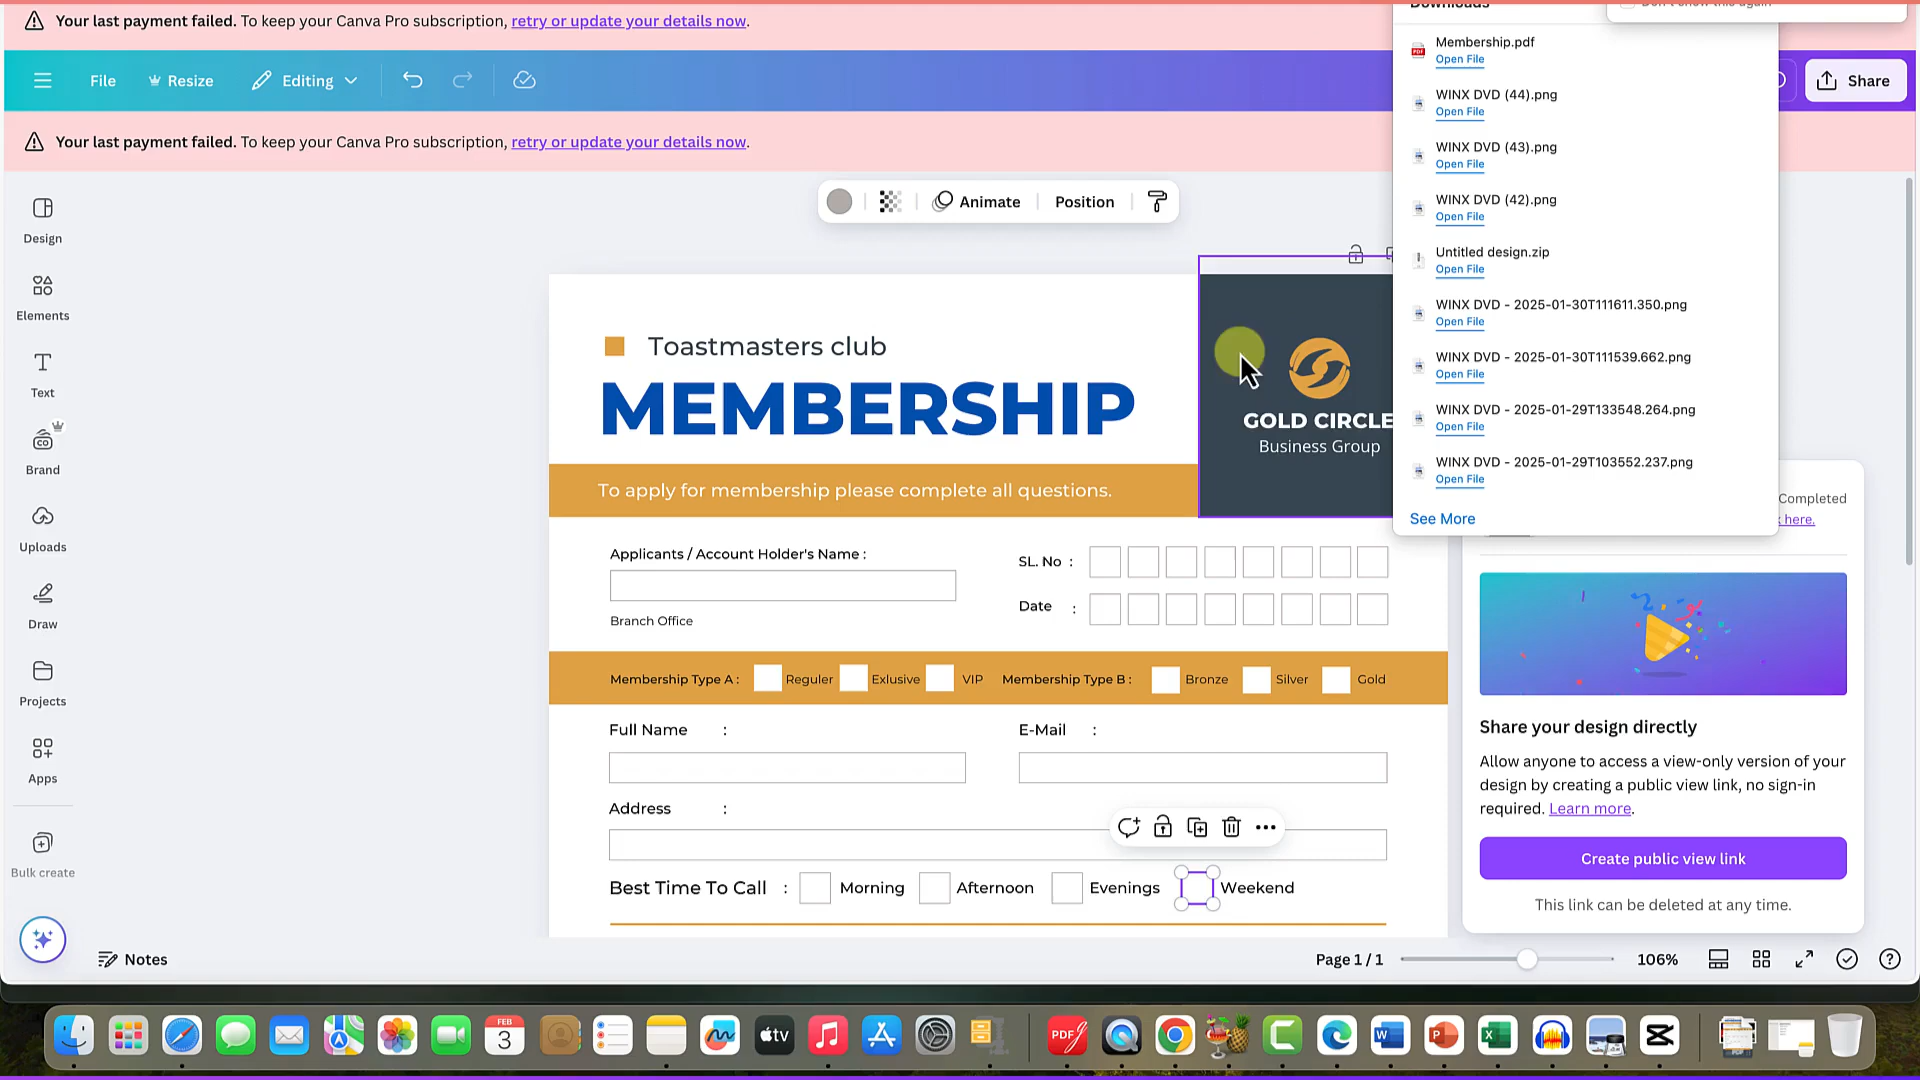 Your last payment failed. To keep your Canva Pro subscription, retry or update your details now.
File Resize Editing
Share
Your last payment failed. To keep your Canva Pro subscription, retry or update your details now.
Downloads
Don't show this again
Membership.pdf
Open File
WINX DVD (44).png
Open File
WINX DVD (43).png
Open File
WINX DVD (42).png
Open File
Untitled design.zip
Open File
WINX DVD - 2025-01-30T111611.350.png
Open File
WINX DVD - 2025-01-30T111539.662.png
Open File
WINX DVD - 2025-01-29T133548.264.png
Open File
WINX DVD - 2025-01-29T103552.237.png
Open File
See More
Design
Elements
Text
Brand
Uploads
Draw
Projects
Apps
Bulk create
Animate Position
Toastmasters club
MEMBERSHIP
To apply for membership please complete all questions.
GOLD CIRCLE
Business Group
Applicants / Account Holder's Name :
Branch Office
SL. No :
Date :
Membership Type A : Reguler Exlusive VIP Membership Type B : Bronze Silver Gold
Full Name :
E-Mail :
Address :
Best Time To Call : Morning Afternoon Evenings Weekend
Completed
here.
Share your design directly
Allow anyone to access a view-only version of your
design by creating a public view link, no sign-in
required. Learn more.
Create public view link
This link can be deleted at any time.
Notes
Page 1 / 1
106%
FEB
3
tv
PDF